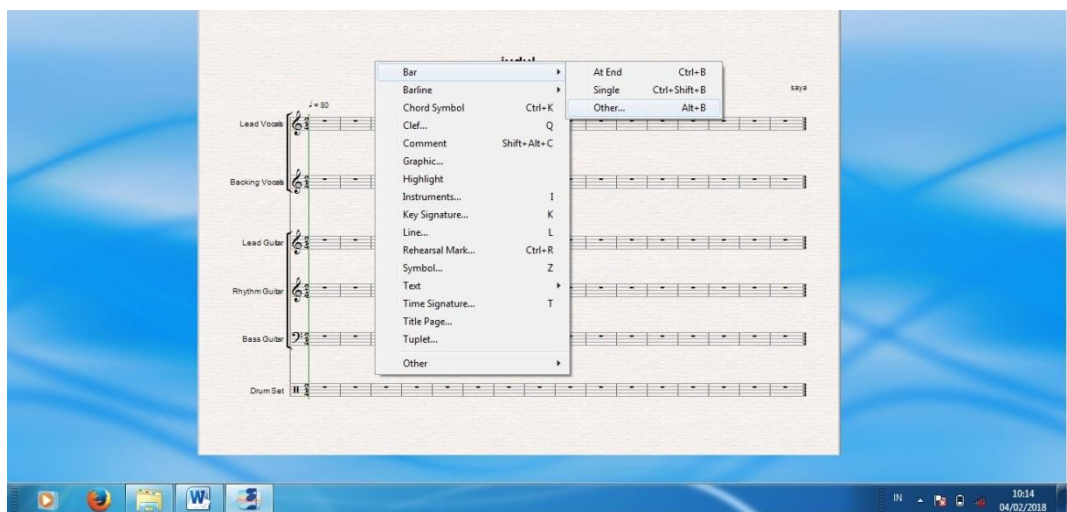 judul
Bar
At End Ctrl+B
Barline
Single Ctrl+Shift+B
saya
Chord Symbol Ctrl+K
Other... Alt+B
♩= 80
Lead Vocals
Clef... Q
Comment Shift+Alt+C
Graphic...
Backing Vocals
Highlight
Instruments... I
Key Signature... K
Line... L
Lead Guitar
Rehearsal Mark... Ctrl+R
Symbol... Z
Text
Rhythm Guitar
Time Signature... T
Title Page...
Bass Guitar
Tuplet...
Other
Drum Set
W
IN
10:14
04/02/2018